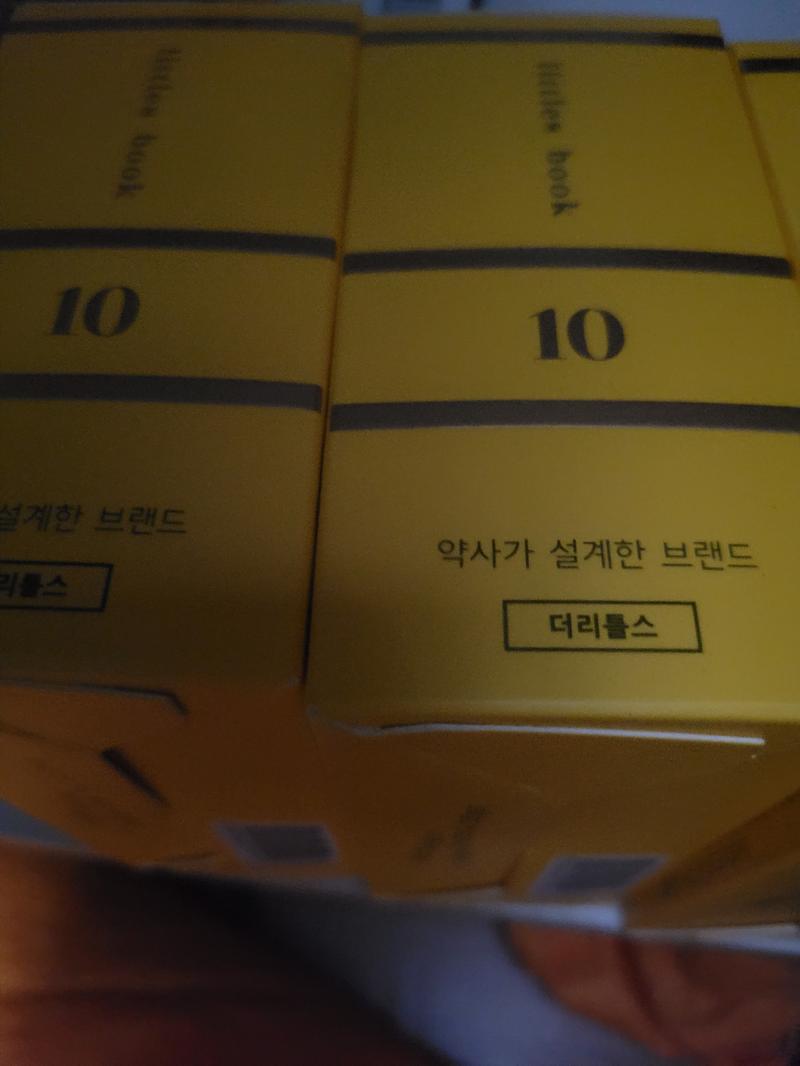 littles book
10
설계한 브랜드
리틀스
littles book
10
약사가 설계한 브랜드
더리틀스